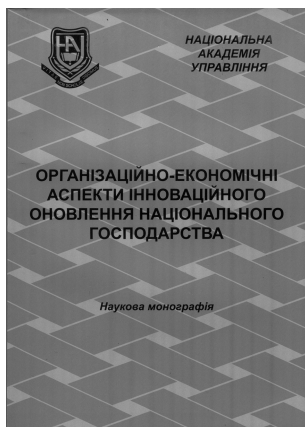 НАЦІОНАЛЬНА
АКАДЕМІЯ
УПРАВЛІННЯ
ОРГАНІЗАЦІЙНО-ЕКОНОМІЧНІ
АСПЕКТИ ІННОВАЦІЙНОГО
ОНОВЛЕННЯ НАЦІОНАЛЬНОГО
ГОСПОДАРСТВА
Наукова монографія